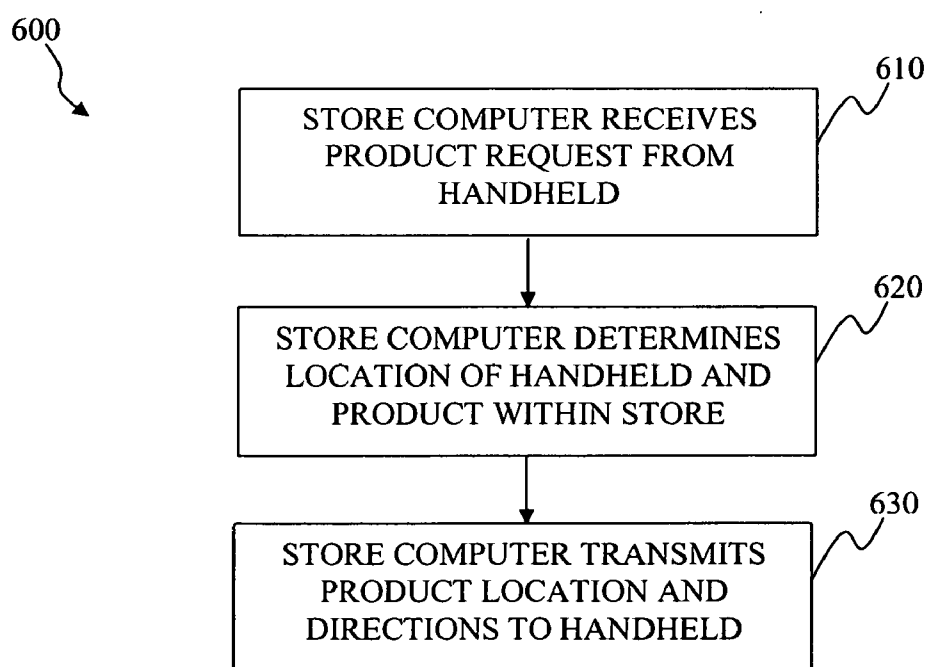 600
610
STORE COMPUTER RECEIVES
PRODUCT REQUEST FROM
HANDHELD
620
STORE COMPUTER DETERMINES
LOCATION OF HANDHELD AND
PRODUCT WITHIN STORE
630
STORE COMPUTER TRANSMITS
PRODUCT LOCATION AND
DIRECTIONS TO HANDHELD